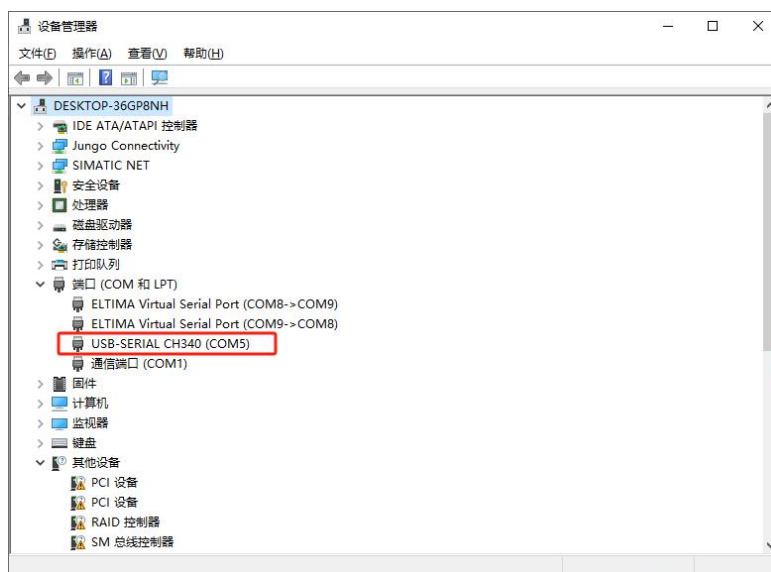 设备管理器
文件(F) 操作(A) 查看(V) 帮助(H)
DESKTOP-36GP8NH
IDE ATA/ATAPI 控制器
Jungo Connectivity
SIMATIC NET
安全设备
处理器
磁盘驱动器
存储控制器
打印队列
端口 (COM 和 LPT)
ELTIMA Virtual Serial Port (COM8->COM9)
ELTIMA Virtual Serial Port (COM9->COM8)
USB-SERIAL CH340 (COM5)
通信端口 (COM1)
固件
计算机
监视器
键盘
其他设备
PCI 设备
PCI 设备
RAID 控制器
SM 总线控制器